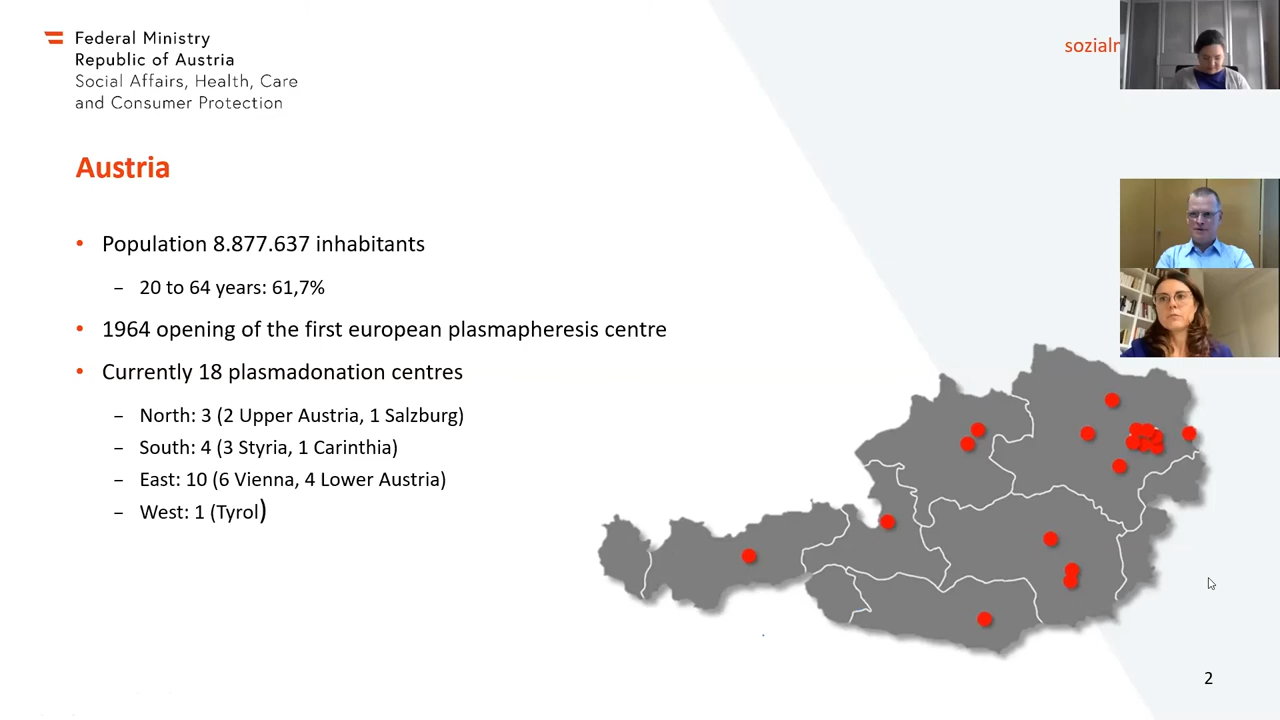 Federal Ministry
Republic of Austria
Social Affairs, Health, Care
and Consumer Protection
Austria
• Population 8.877.637 inhabitants
– 20 to 64 years: 61,7%
• 1964 opening of the first european plasmapheresis centre
• Currently 18 plasmadonation centres
– North: 3 (2 Upper Austria, 1 Salzburg)
– South: 4 (3 Styria, 1 Carinthia)
– East: 10 (6 Vienna, 4 Lower Austria)
– West: 1 (Tyrol)
2